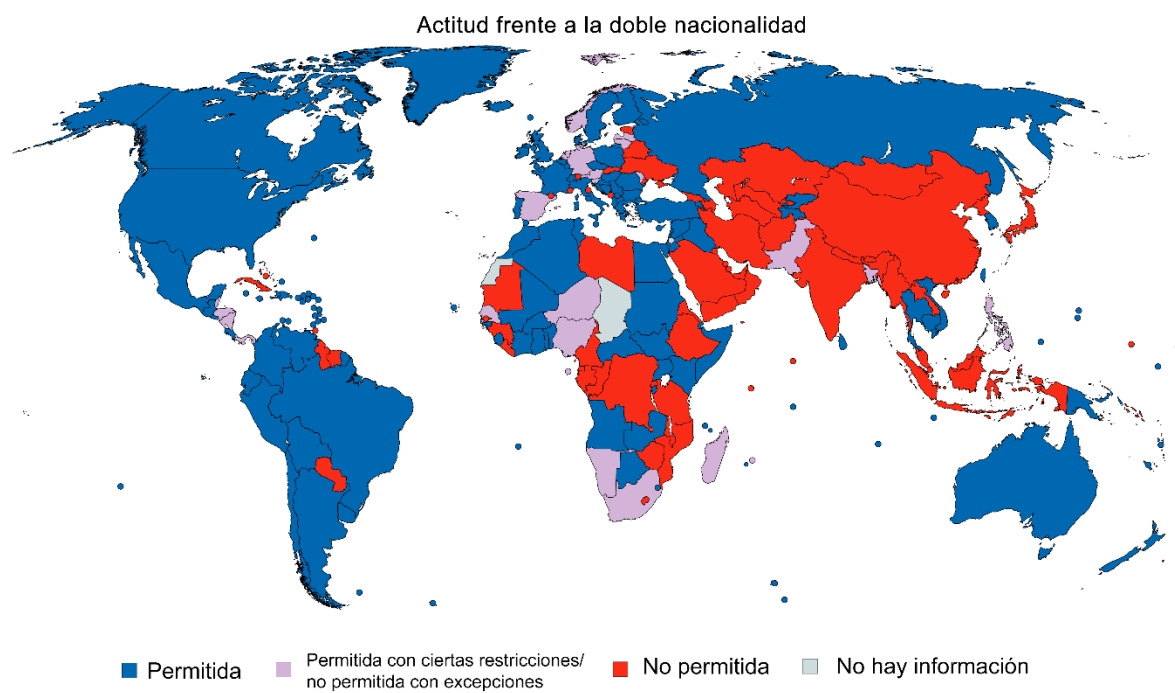 Actitud frente a la doble nacionalidad
Permitida
Permitida con ciertas restricciones/
no permitida con excepciones
No permitida
No hay información